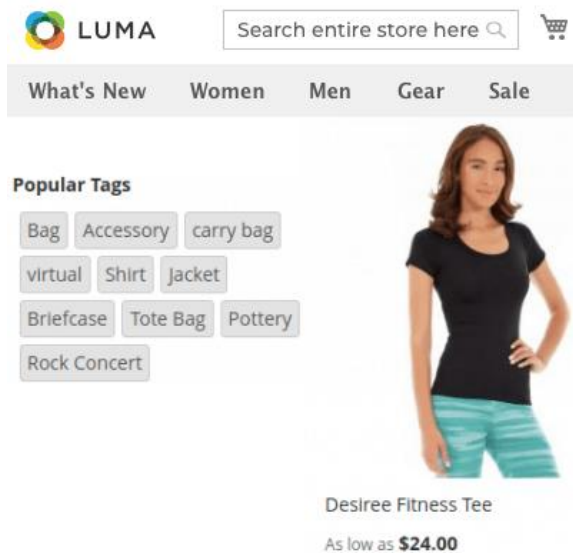 LUMA
Search entire store here
What's New Women Men Gear Sale
Popular Tags
Bag Accessory carry bag
virtual Shirt Jacket
Briefcase Tote Bag Pottery
Rock Concert
Desiree Fitness Tee
As low as $24.00